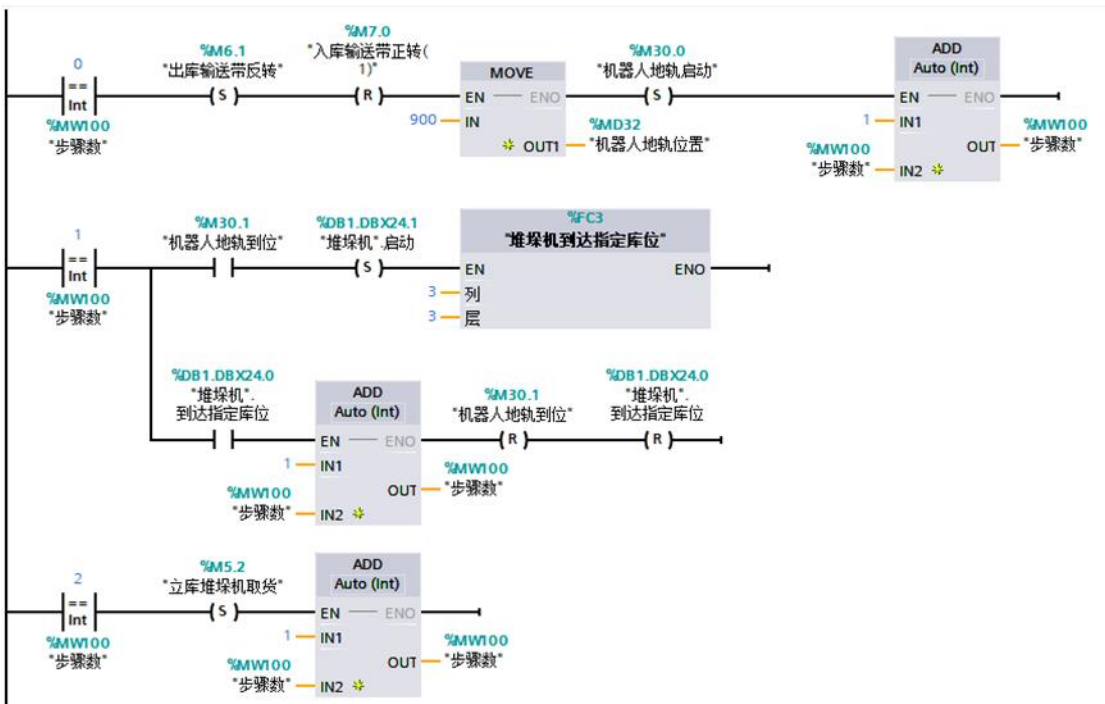 0
==
Int
%MW100
"步骤数"
%M6.1
"出库输送带反转"
S
%M7.0
"入库输送带正转(
1)"
R
MOVE
EN ENO
900 IN
OUT1
%MD32
"机器人地轨位置"
%M30.0
"机器人地轨启动"
S
ADD
Auto (Int)
EN ENO
1 IN1
%MW100
"步骤数" IN2
OUT
%MW100
"步骤数"
1
==
Int
%MW100
"步骤数"
%M30.1
"机器人地轨到位"
%DB1.DBX24.1
"堆垛机".启动
S
%FC3
"堆垛机到达指定库位"
EN ENO
3 列
3 层
%DB1.DBX24.0
"堆垛机".
到达指定库位
ADD
Auto (Int)
EN ENO
1 IN1
%MW100
"步骤数" IN2
OUT
%MW100
"步骤数"
%M30.1
"机器人地轨到位"
R
%DB1.DBX24.0
"堆垛机".
到达指定库位
R
2
==
Int
%MW100
"步骤数"
%M5.2
"立库堆垛机取货"
S
ADD
Auto (Int)
EN ENO
1 IN1
%MW100
"步骤数" IN2
OUT
%MW100
"步骤数"